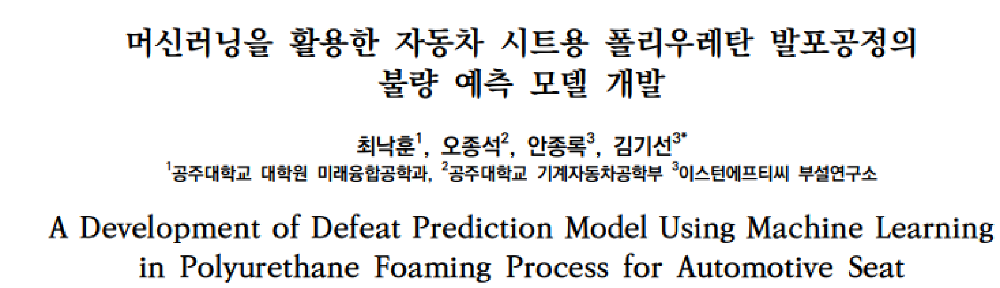 머신러닝을 활용한 자동차 시트용 폴리우레탄 발포공정의
불량 예측 모델 개발
최낙훈1, 오종석2, 안종록3, 김기선3*
1공주대학교 대학원 미래융합공학과, 2공주대학교 기계자동차공학부 3이스턴에프티씨 부설연구소
A Development of Defeat Prediction Model Using Machine Learning
in Polyurethane Foaming Process for Automotive Seat